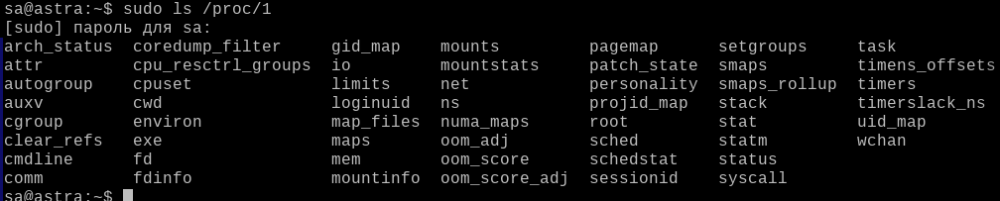 sa@astra:~$ sudo ls /proc/1
[sudo] пароль для sa:
arch_status  coredump_filter     gid_map    mounts         pagemap      setgroups     task
attr         cpu_resctrl_groups  io         mountstats     patch_state  smaps         timens_offsets
autogroup    cpuset              limits     net            personality  smaps_rollup  timers
auxv         cwd                 loginuid   ns             projid_map   stack         timerslack_ns
cgroup       environ             map_files  numa_maps      root         stat          uid_map
clear_refs   exe                 maps       oom_adj        sched        statm         wchan
cmdline      fd                  mem        oom_score      schedstat    status
comm         fdinfo              mountinfo  oom_score_adj  sessionid    syscall
sa@astra:~$